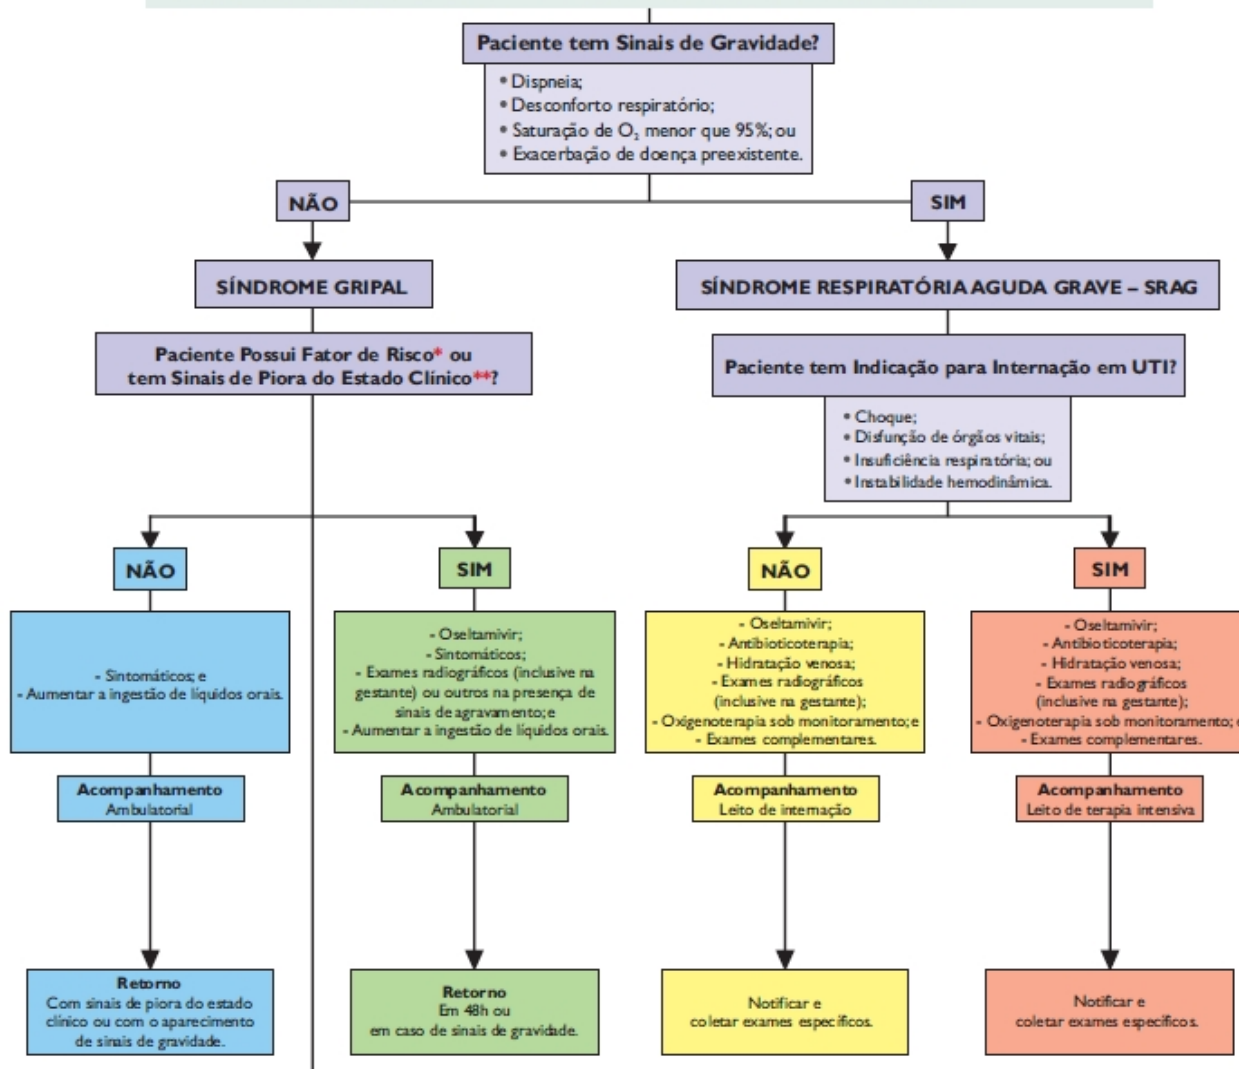 Paciente tem Sinais de Gravidade?
• Dispneia;
• Desconforto respiratório;
• Saturação de O₂ menor que 95%; ou
• Exacerbação de doença preexistente.
NÃO
SIM
SÍNDROME GRIPAL
SÍNDROME RESPIRATÓRIA AGUDA GRAVE – SRAG
Paciente Possui Fator de Risco* ou
tem Sinais de Piora do Estado Clínico**?
Paciente tem Indicação para Internação em UTI?
• Choque;
• Disfunção de órgãos vitais;
• Insuficiência respiratória; ou
• Instabilidade hemodinâmica.
NÃO
- Sintomáticos; e
- Aumentar a ingestão de líquidos orais.
Acompanhamento
Ambulatorial
Retorno
Com sinais de piora do estado
clínico ou com o aparecimento
de sinais de gravidade.
SIM
- Oseltamivir;
- Sintomáticos;
- Exames radiográficos (inclusive na
gestante) ou outros na presença de
sinais de agravamento; e
- Aumentar a ingestão de líquidos orais.
Acompanhamento
Ambulatorial
Retorno
Em 48h ou
em caso de sinais de gravidade.
NÃO
- Oseltamivir;
- Antibioticoterapia;
- Hidratação venosa;
- Exames radiográficos
(inclusive na gestante);
- Oxigenoterapia sob monitoramento; e
- Exames complementares.
Acompanhamento
Leito de internação
Notificar e
coletar exames específicos.
SIM
- Oseltamivir;
- Antibioticoterapia;
- Hidratação venosa;
- Exames radiográficos
(inclusive na gestante);
- Oxigenoterapia sob monitoramento; e
- Exames complementares.
Acompanhamento
Leito de terapia intensiva
Notificar e
coletar exames específicos.